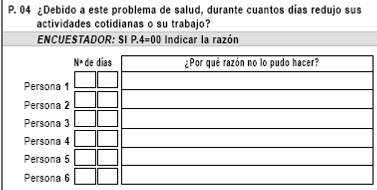 P. 04 ¿Debido a este problema de salud, durante cuantos días redujo sus
actividades cotidianas o su trabajo?
ENCUESTADOR: SI P.4=00 Indicar la razón
Nº de días ¿Por qué razón no lo pudo hacer?
Persona 1
Persona 2
Persona 3
Persona 4
Persona 5
Persona 6